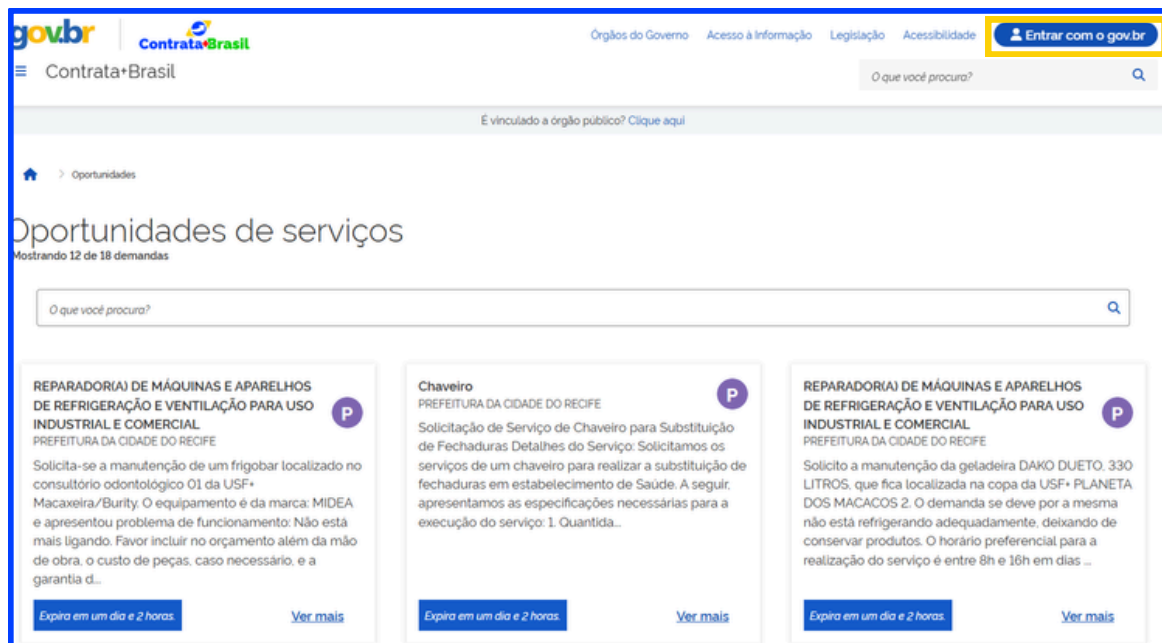 gov.br
Contrata+Brasil
Órgãos do Governo Acesso à Informação Legislação Acessibilidade Entrar com o gov.br
Contrata+Brasil
O que você procura?
É vinculado a órgão público? Clique aqui
Oportunidades
Oportunidades de serviços
Mostrando 12 de 18 demandas
O que você procura?
REPARADOR(A) DE MÁQUINAS E APARELHOS
DE REFRIGERAÇÃO E VENTILAÇÃO PARA USO
INDUSTRIAL E COMERCIAL
P
PREFEITURA DA CIDADE DO RECIFE
Solicita-se a manutenção de um frigobar localizado no
consultório odontológico 01 da USF+
Macaxeira/Burity. O equipamento é da marca: MIDEA
e apresentou problema de funcionamento: Não está
mais ligando. Favor incluir no orçamento além da mão
de obra, o custo de peças, caso necessário, e a
garantia d...
Expira em um dia e 2 horas.
Ver mais
Chaveiro
P
PREFEITURA DA CIDADE DO RECIFE
Solicitação de Serviço de Chaveiro para Substituição
de Fechaduras Detalhes do Serviço: Solicitamos os
serviços de um chaveiro para realizar a substituição de
fechaduras em estabelecimento de Saúde. A seguir,
apresentamos as especificações necessárias para a
execução do serviço: 1. Quantida...
Expira em um dia e 2 horas.
Ver mais
REPARADOR(A) DE MÁQUINAS E APARELHOS
DE REFRIGERAÇÃO E VENTILAÇÃO PARA USO
INDUSTRIAL E COMERCIAL
P
PREFEITURA DA CIDADE DO RECIFE
Solicito a manutenção da geladeira DAKO DUETO, 330
LITROS, que fica localizada na copa da USF+ PLANETA
DOS MACACOS 2. O demanda se deve por a mesma
não está refrigerando adequadamente, deixando de
conservar produtos. O horário preferencial para a
realização do serviço é entre 8h e 16h em dias ...
Expira em um dia e 2 horas.
Ver mais